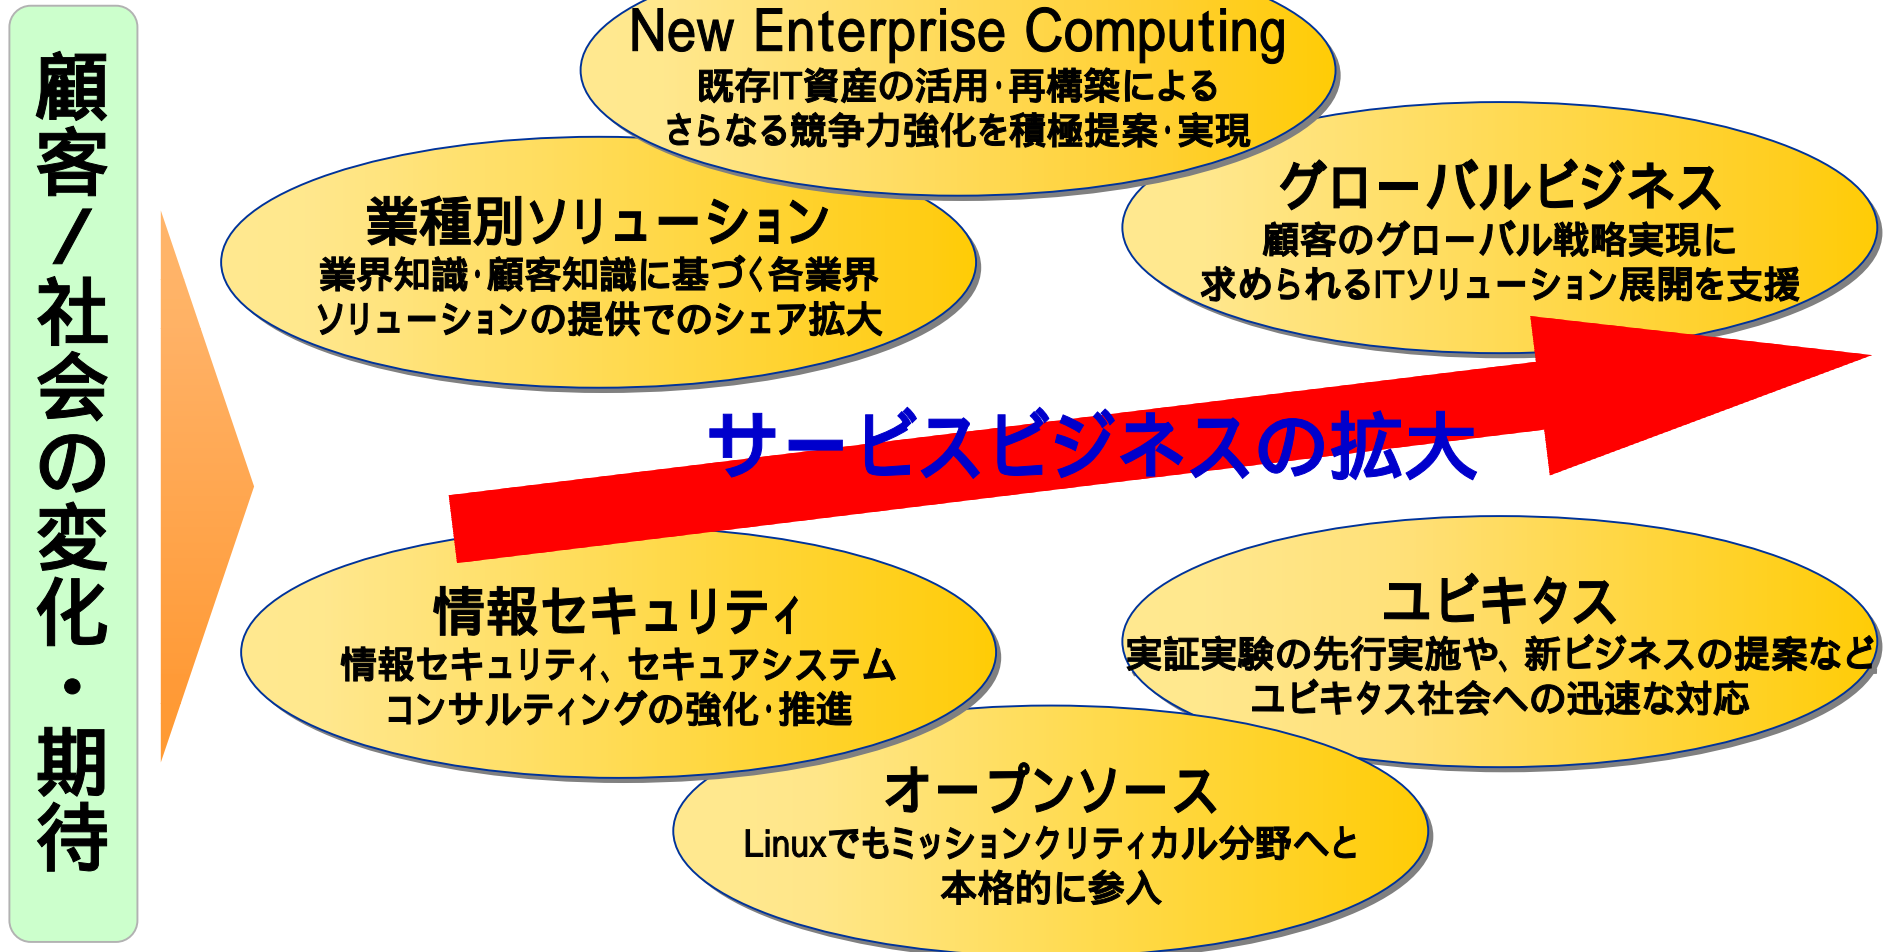 顧客/社会の変化・期待
New Enterprise Computing
既存IT資産の活用・再構築による
さらなる競争力強化を積極提案・実現
業種別ソリューション
業界知識・顧客知識に基づく各業界
ソリューションの提供でのシェア拡大
グローバルビジネス
顧客のグローバル戦略実現に
求められるITソリューション展開を支援
サービスビジネスの拡大
情報セキュリティ
情報セキュリティ、セキュアシステム
コンサルティングの強化・推進
ユビキタス
実証実験の先行実施や、新ビジネスの提案など
ユビキタス社会への迅速な対応
オープンソース
Linuxでもミッションクリティカル分野へと
本格的に参入